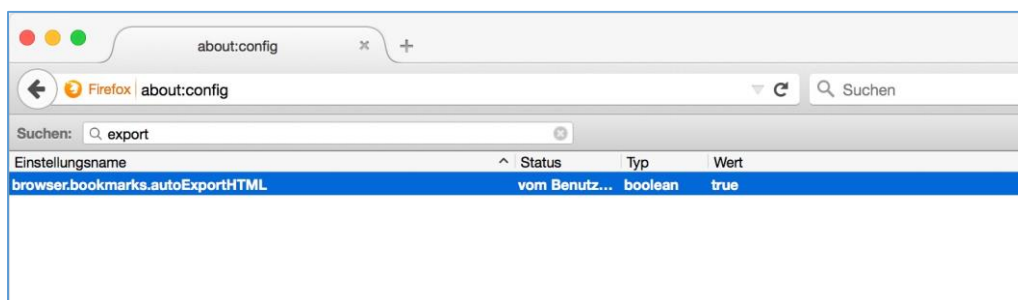 about:config
Firefox about:config Suchen
Suchen: export
Einstellungsname Status Typ Wert
browser.bookmarks.autoExportHTML vom Benutz... boolean true